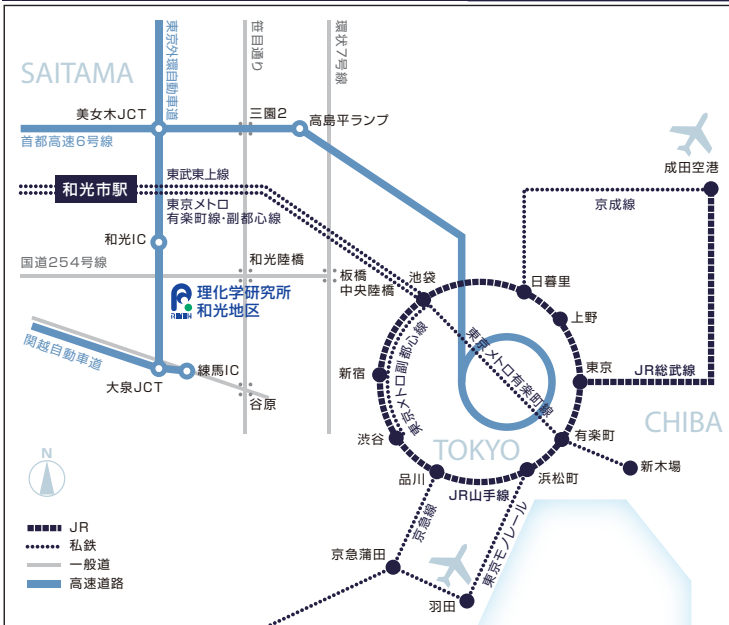 東京外環自動車道
笹目通り
環状7号線
SAITAMA
美女木JCT
三園2
高島平ランプ
首都高速6号線
成田空港
東武東上線
和光市駅
京成線
東京メトロ
有楽町線・副都心線
和光IC
和光陸橋
国道254号線
板橋
中央陸橋
池袋
日暮里
理化学研究所
和光地区
RIKEN
上野
関越自動車道
東京メトロ副都心線
東京メトロ有楽町線
新宿
東京
JR総武線
大泉JCT
練馬IC
谷原
渋谷
TOKYO
有楽町
CHIBA
新木場
品川
浜松町
JR山手線
N
京急線
東京モノレール
JR
私鉄
一般道
高速道路
京急蒲田
羽田